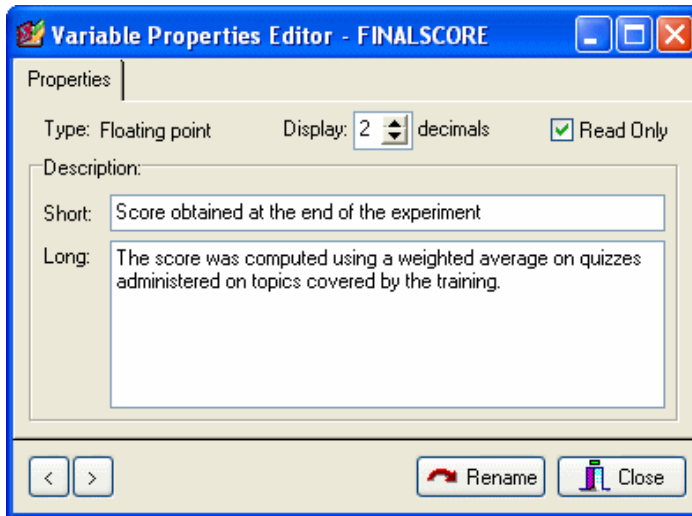 Variable Properties Editor - FINALSCORE
Properties
Type: Floating point Display: 2 decimals Read Only
Description:
Short: Score obtained at the end of the experiment
Long: The score was computed using a weighted average on quizzes
administered on topics covered by the training.
< > Rename Close